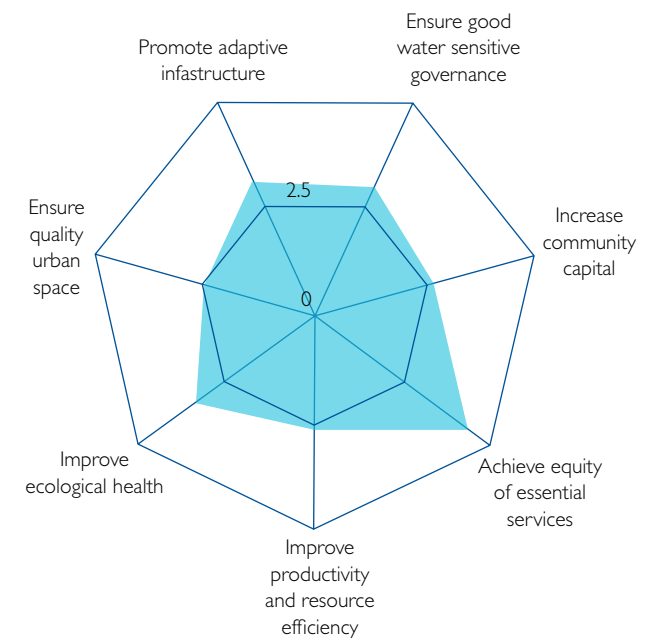 Ensure good
water sensitive
governance
Promote adaptive
infastructure
2.5
Ensure
quality
urban
space
Increase
community
capital
0
Improve
ecological health
Achieve equity
of essential
services
Improve
productivity
and resource
efficiency